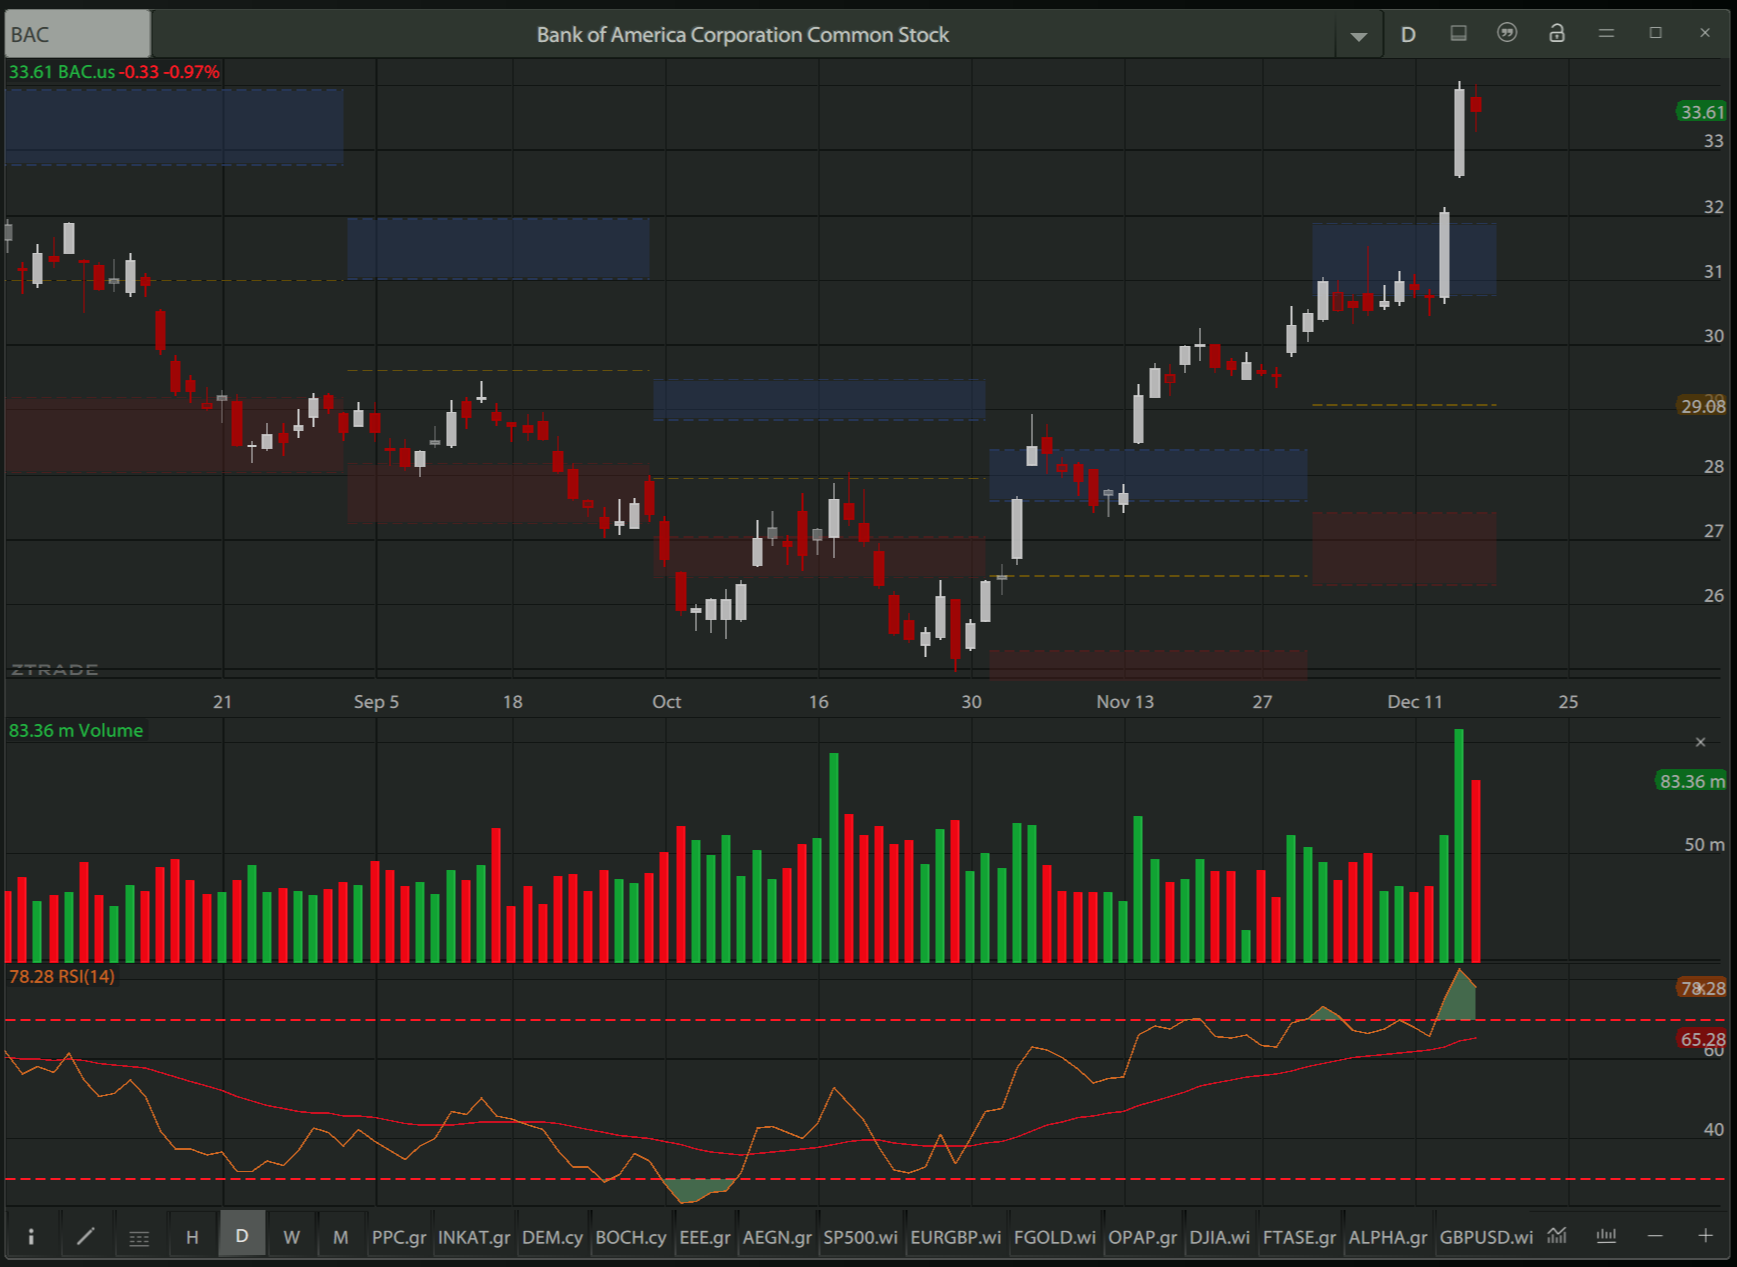 BAC
Bank of America Corporation Common Stock
D
33.61 BAC.us -0.33 -0.97%
33.61
33
32
31
30
29.08
28
27
26
ZTRADE
21 Sep 5 18 Oct 16 30 Nov 13 27 Dec 11 25
83.36 m Volume
83.36 m
50 m
78.28 RSI(14)
78.28
65.28
60
40
H D W M PPC.gr INKAT.gr DEM.cy BOCH.cy EEE.gr AEGN.gr SP500.wi EURGBP.wi FGOLD.wi OPAP.gr DJIA.wi FTASE.gr ALPHA.gr GBPUSD.wi